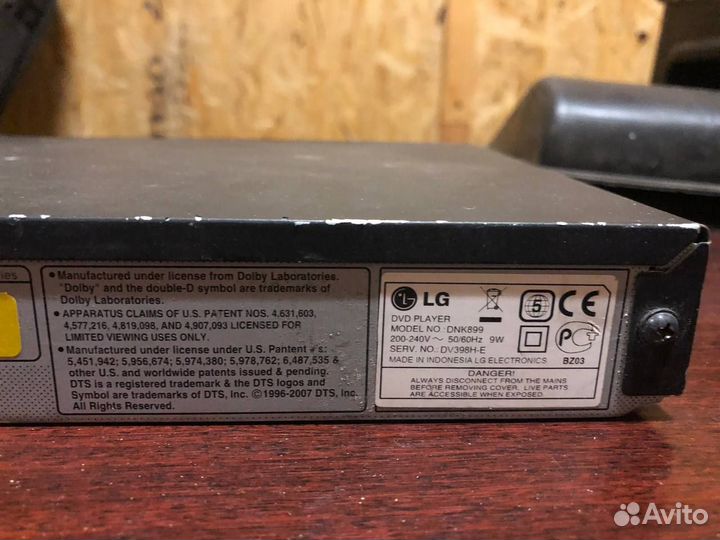 ies
• Manufactured under license from Dolby Laboratories.
"Dolby" and the double-D symbol are trademarks of
Dolby Laboratories.
• APPARATUS CLAIMS OF U.S. PATENT NOS. 4,631,603,
4,577,216, 4,819,098, AND 4,907,093 LICENSED FOR
LIMITED VIEWING USES ONLY.
• Manufactured under license under U.S. Pantent #'s:
5,451,942; 5,956,674; 5,974,380; 5,978,762; 6,487,535 &
other U.S. and worldwide patents issued & pending.
DTS is a registered trademark & the DTS logos and
Symbol are trademarks of DTS, Inc. ©1996-2007 DTS, Inc.
All Rights Reserved.
LG
5
CE
DVD PLAYER
MODEL NO.: DNK899
200-240V~ 50/60Hz 9W
SERV. NO.: DV398H-E
MADE IN INDONESIA LG ELECTRONICS
BZ03
DANGER!
ALWAYS DISCONNECT FROM THE MAINS
BEFORE REMOVING COVER. LIVE PARTS
ARE ACCESSIBLE WHEN EXPOSED.
Avito